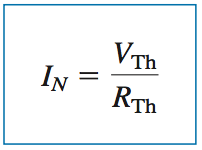 I_N = V_Th / R_Th